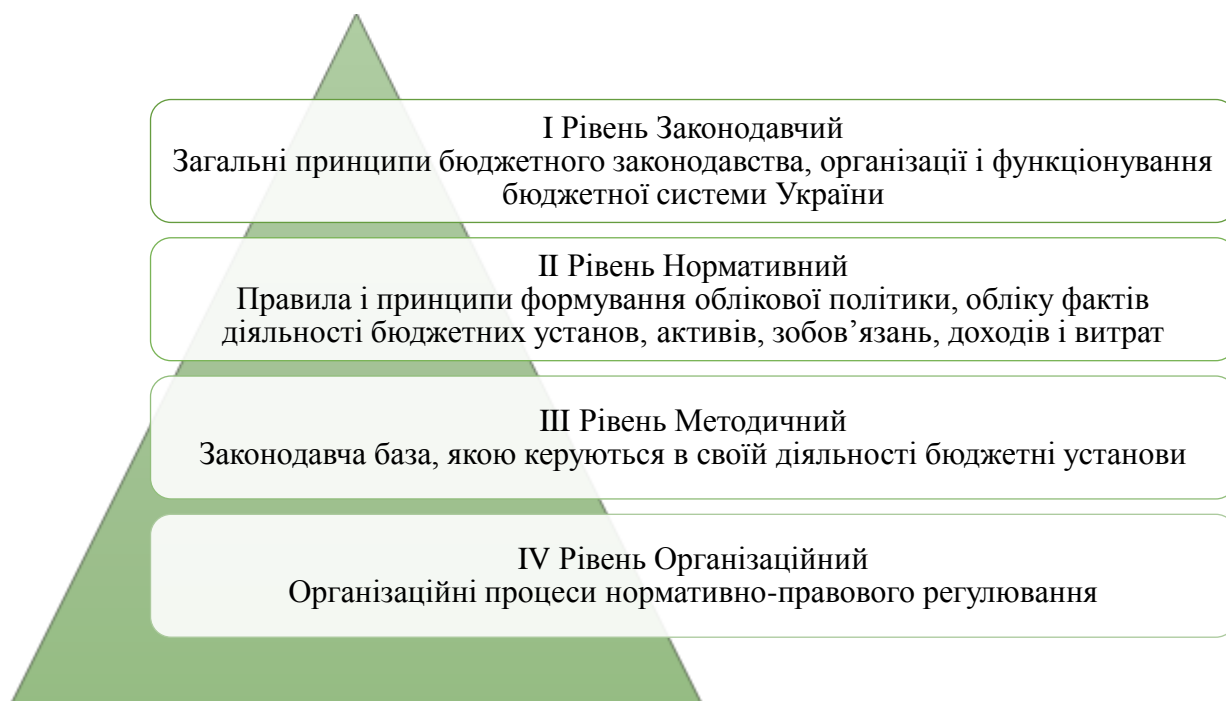 І Рівень Законодавчий
Загальні принципи бюджетного законодавства, організації і функціонування
бюджетної системи України
ІІ Рівень Нормативний
Правила і принципи формування облікової політики, обліку фактів
діяльності бюджетних установ, активів, зобов’язань, доходів і витрат
ІІІ Рівень Методичний
Законодавча база, якою керуються в своїй діяльності бюджетні установи
IV Рівень Організаційний
Організаційні процеси нормативно-правового регулювання